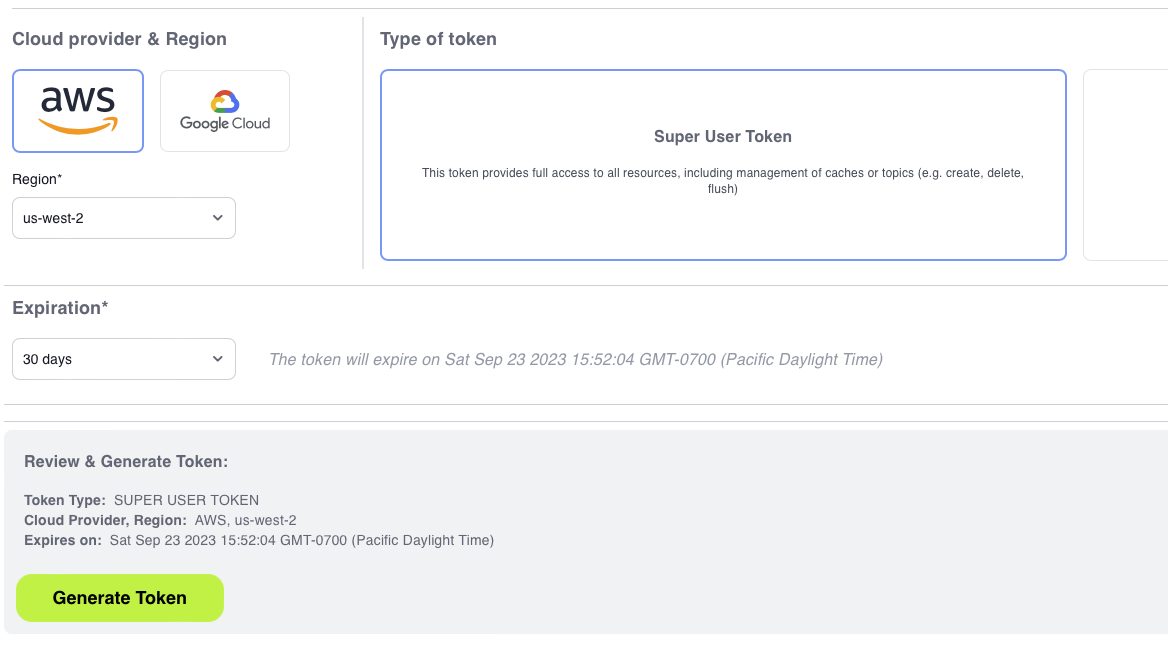 Cloud provider & Region
Type of token
aws
Google Cloud
Super User Token
This token provides full access to all resources, including management of caches or topics (e.g. create, delete,
flush)
Region*
us-west-2
Expiration*
30 days
The token will expire on Sat Sep 23 2023 15:52:04 GMT-0700 (Pacific Daylight Time)
Review & Generate Token:
Token Type: SUPER USER TOKEN
Cloud Provider, Region: AWS, us-west-2
Expires on: Sat Sep 23 2023 15:52:04 GMT-0700 (Pacific Daylight Time)
Generate Token